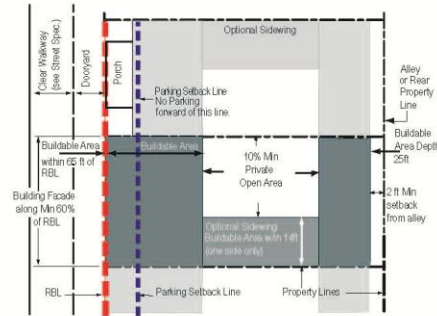 Clear Walkway
(see Street Spec.)
Dooryard
Porch
Optional Sidewing
Parking Setback Line
No Parking
forward of this line.
Alley
or Rear
Property
Line
Buildable Area
within 65 ft of
RBL
Buildable Area
10% Min
Private
Open Area
Buildable
Area Depth
25ft
Building Facade
along Min 60%
of RBL
2 ft Min
setback
from alley
Optional Sidewing
Buildable Area w/in 14ft
(one side only)
RBL
Parking Setback Line
Property Lines